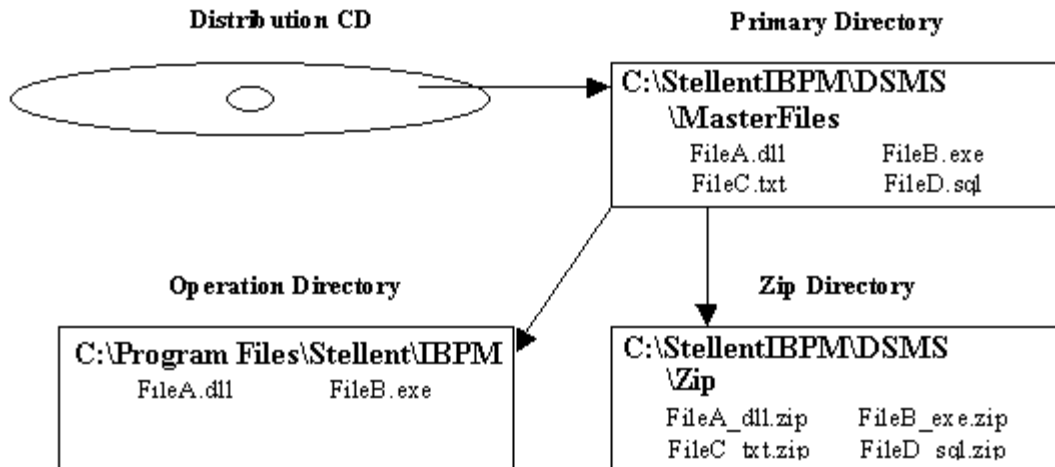 Distribution CD
Primary Directory
C:\StellentIBPM\DSMS
\MasterFiles
FileA.dll FileB.exe
FileC.txt FileD.sql
Operation Directory
Zip Directory
C:\Program Files\Stellent\IBPM
FileA.dll FileB.exe
C:\StellentIBPM\DSMS
\Zip
FileA_dll.zip FileB_exe.zip
FileC_txt.zip FileD_sql.zip